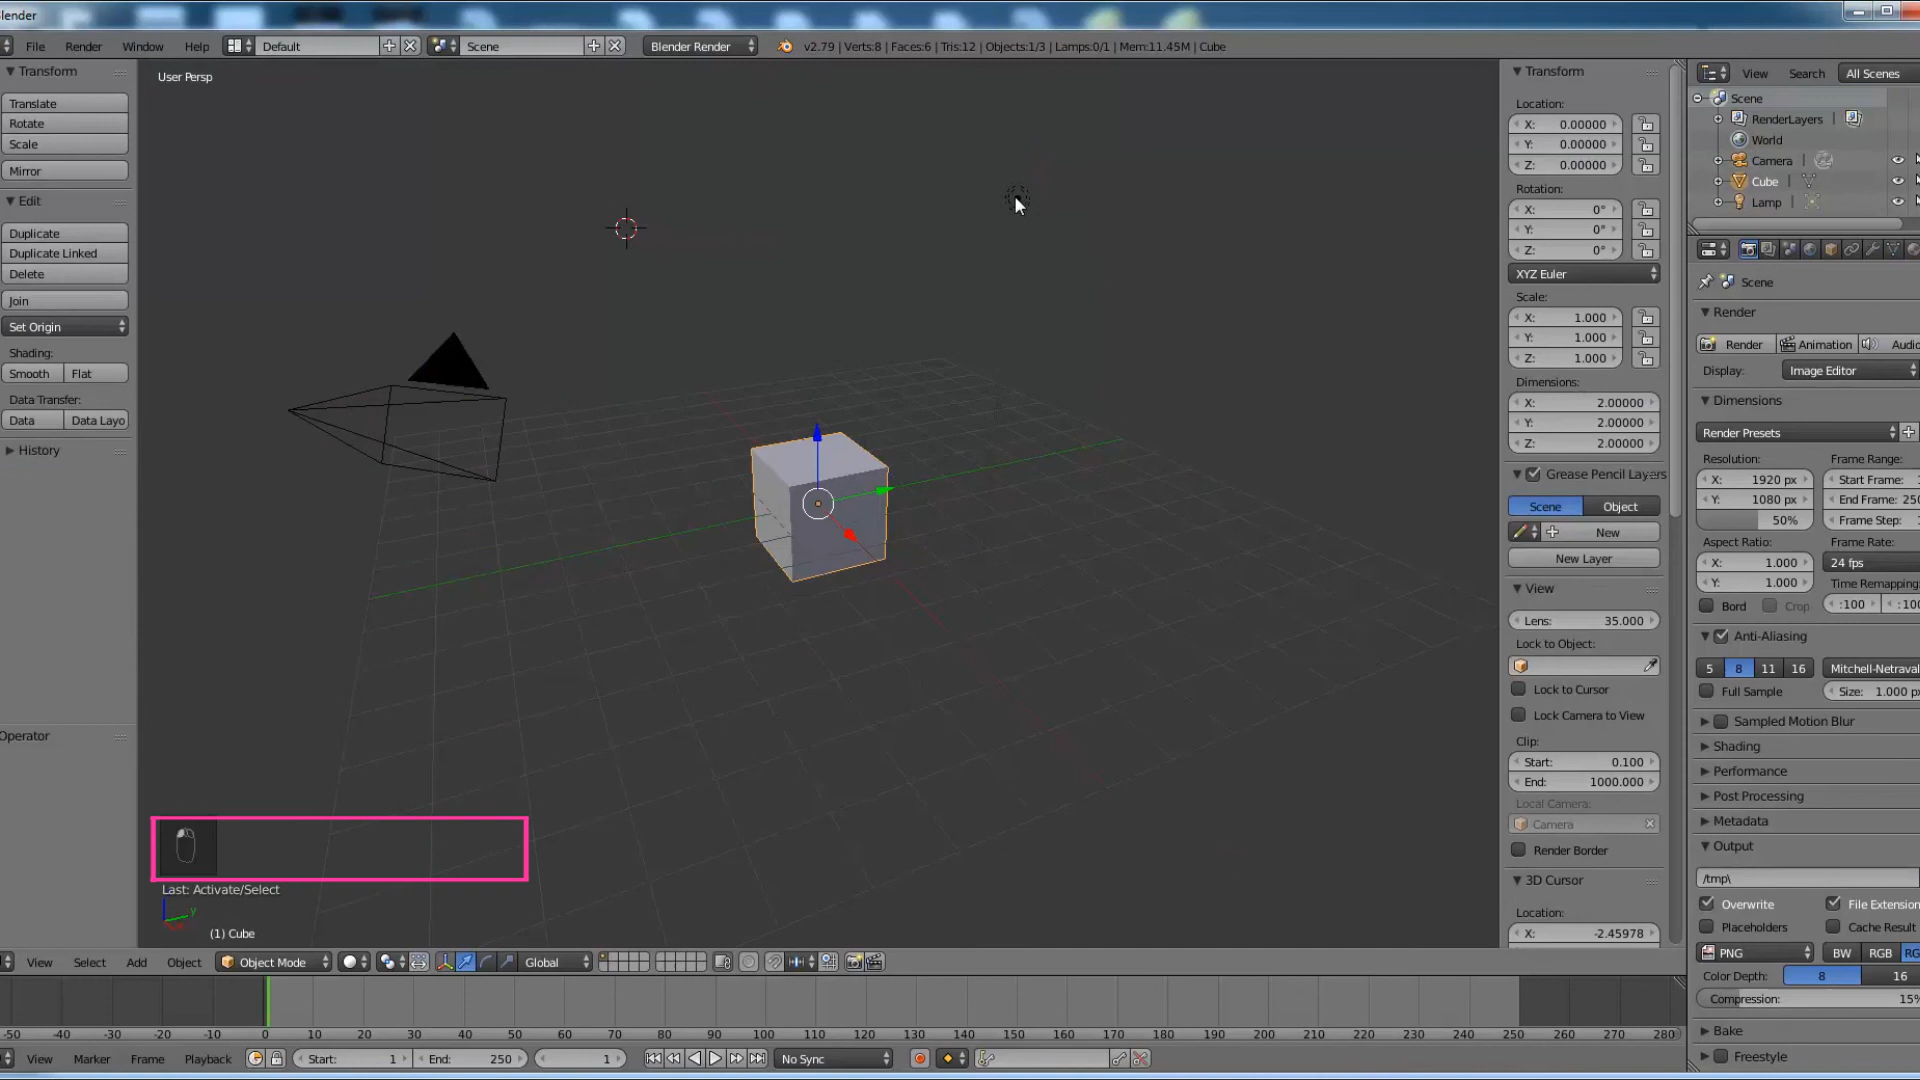 lender
File Render Window Help Default Scene Blender Render v2.79 | Verts:8 | Faces:6 | Tris:12 | Objects:1/3 | Lamps:0/1 | Mem:11.45M | Cube
Transform
Translate
Rotate
Scale
Mirror
Edit
Duplicate
Duplicate Linked
Delete
Join
Set Origin
Shading:
Smooth Flat
Data Transfer:
Data Data Layo
History
Operator
User Persp
Last: Activate/Select
y
(1) Cube
Transform
Location:
X: 0.00000
Y: 0.00000
Z: 0.00000
Rotation:
X: 0°
Y: 0°
Z: 0°
XYZ Euler
Scale:
X: 1.000
Y: 1.000
Z: 1.000
Dimensions:
X: 2.00000
Y: 2.00000
Z: 2.00000
Grease Pencil Layers
Scene Object
New
New Layer
View
Lens: 35.000
Lock to Object:
Lock to Cursor
Lock Camera to View
Clip:
Start: 0.100
End: 1000.000
Local Camera:
Camera
Render Border
3D Cursor
Location:
X: -2.45978
View Search All Scenes
Scene
RenderLayers |
World
Camera |
Cube |
Lamp |
Scene
Render
Render Animation Audio
Display: Image Editor
Dimensions
Render Presets
Resolution: Frame Range:
X: 1920 px Start Frame: 1
Y: 1080 px End Frame: 250
50% Frame Step: 1
Aspect Ratio: Frame Rate:
X: 1.000 24 fps
Y: 1.000 Time Remapping:
Bord Crop :100 :100
Anti-Aliasing
5 8 11 16 Mitchell-Netraval
Full Sample Size: 1.000 px
Sampled Motion Blur
Shading
Performance
Post Processing
Metadata
Output
/tmp\
Overwrite File Extension
Placeholders Cache Result
PNG BW RGB RG
Color Depth: 8 16
Compression: 15%
Bake
Freestyle
View Select Add Object Object Mode Global
-50 -40 -30 -20 -10 0 10 20 30 40 50 60 70 80 90 100 110 120 130 140 150 160 170 180 190 200 210 220 230 240 250 260 270 280
View Marker Frame Playback Start: 1 End: 250 1 No Sync